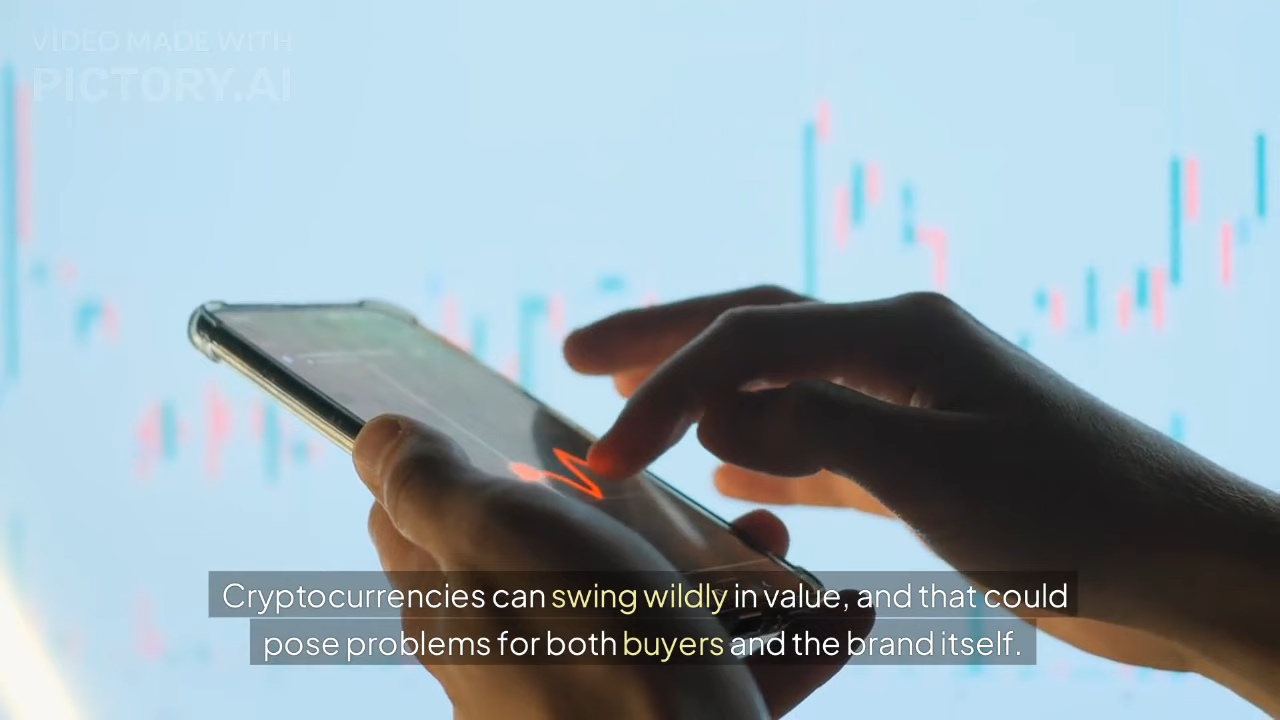 VIDEO MADE WITH
PICTORY.AI
Cryptocurrencies can swing wildly in value, and that could
pose problems for both buyers and the brand itself.